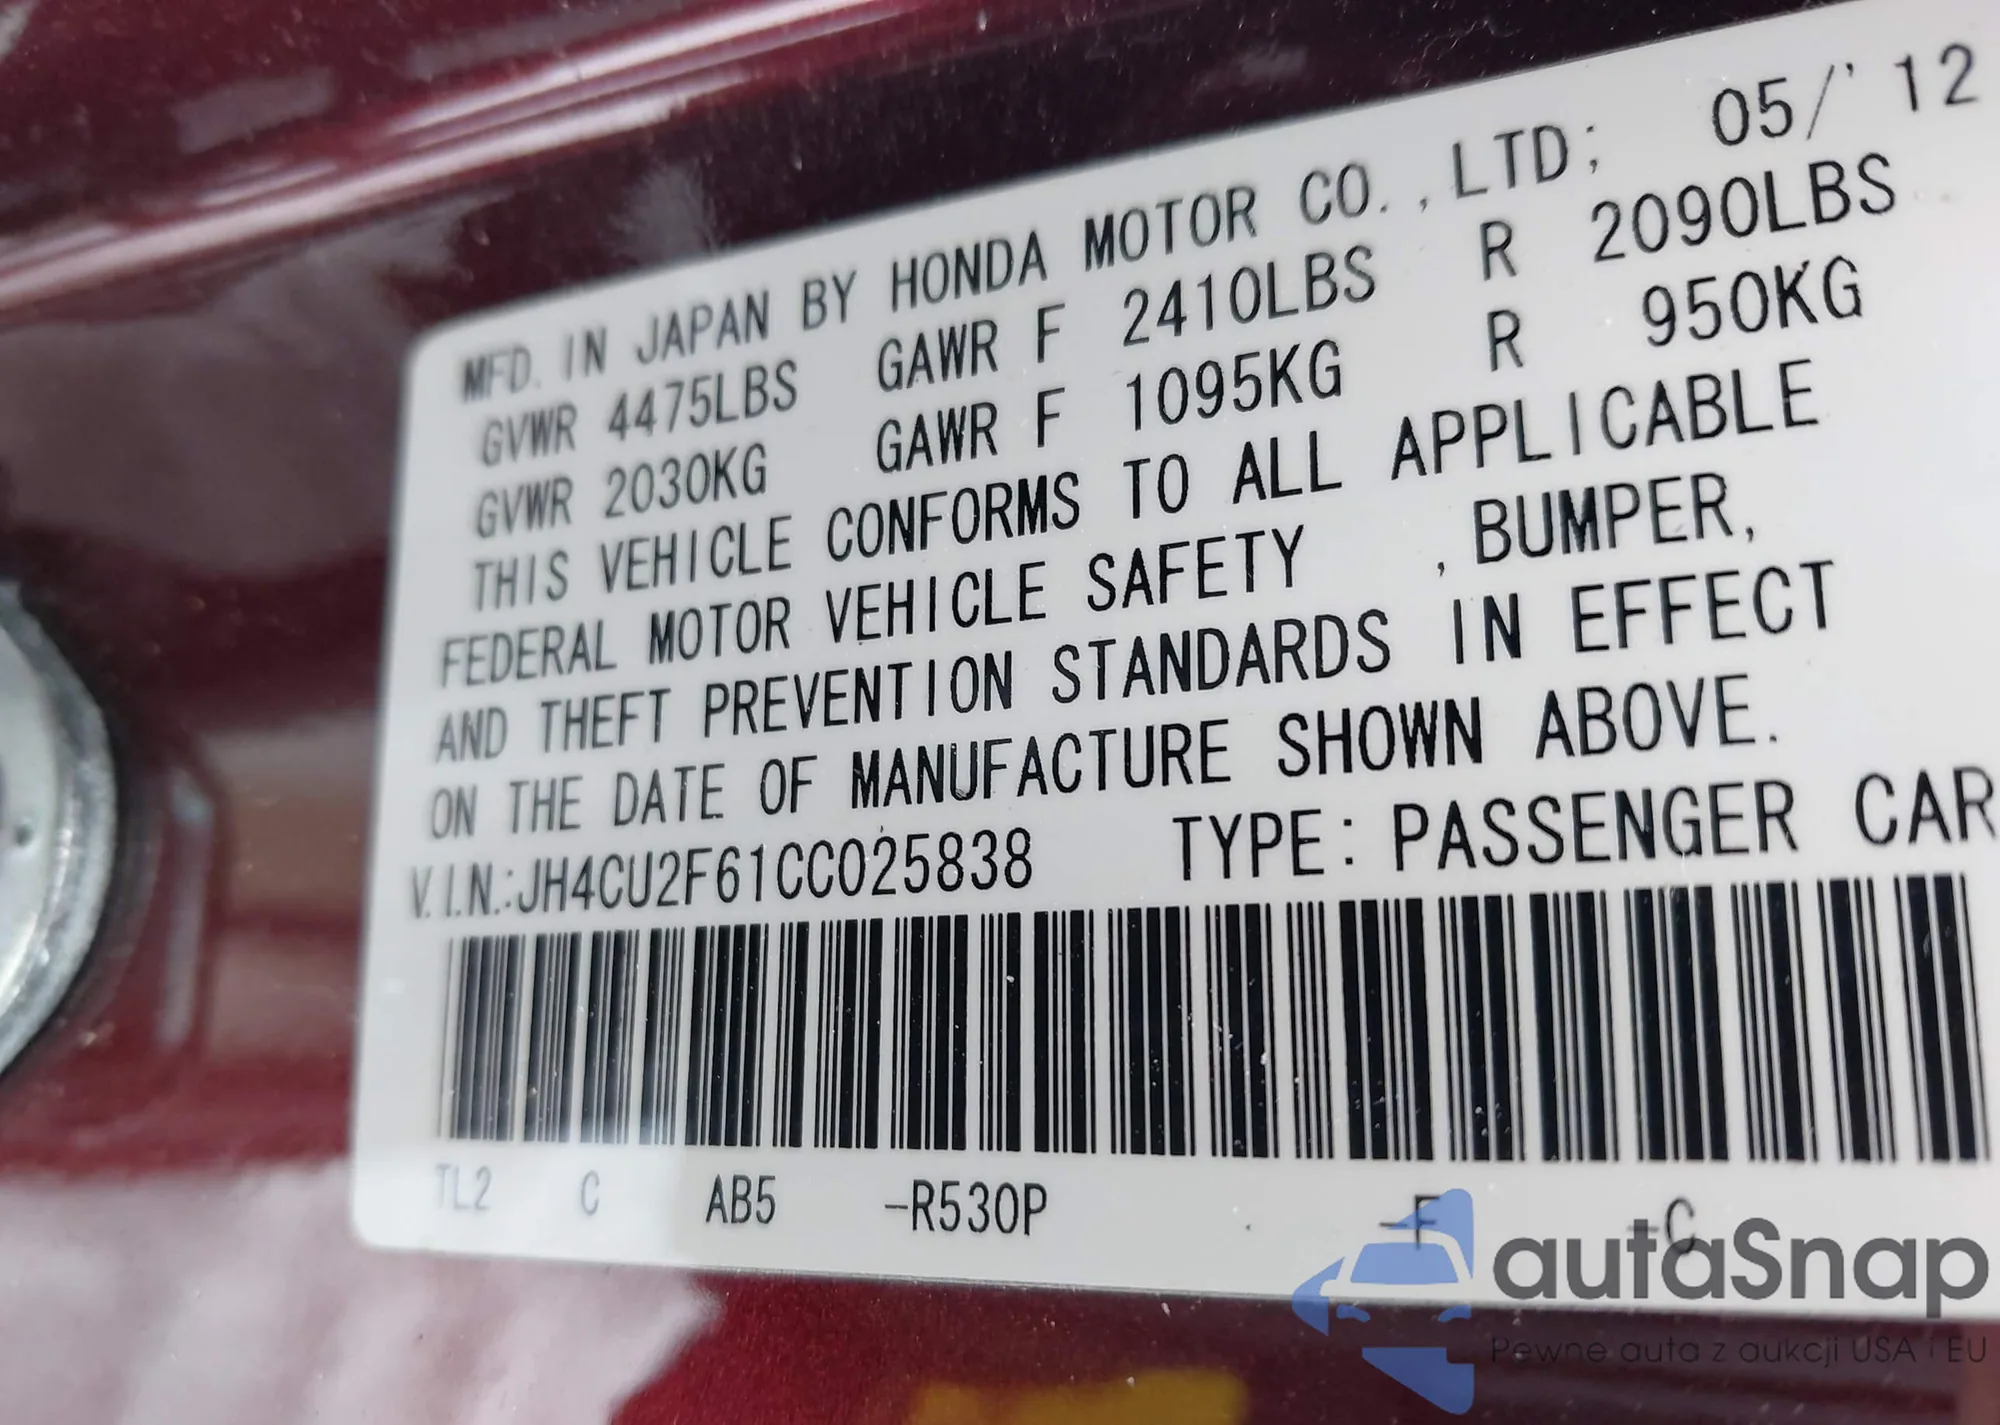 MFD. IN JAPAN BY HONDA MOTOR CO.,LTD; 05/'12
GVWR 4475LBS GAWR F 2410LBS R 2090LBS
GVWR 2030KG GAWR F 1095KG R 950KG
THIS VEHICLE CONFORMS TO ALL APPLICABLE
FEDERAL MOTOR VEHICLE SAFETY ,BUMPER,
AND THEFT PREVENTION STANDARDS IN EFFECT
ON THE DATE OF MANUFACTURE SHOWN ABOVE.
V.I.N.:JH4CU2F61CC025838 TYPE: PASSENGER CAR
TL2 C AB5 -R530P -F -C
autaSnap
Pewne auta z aukcji USA i EU